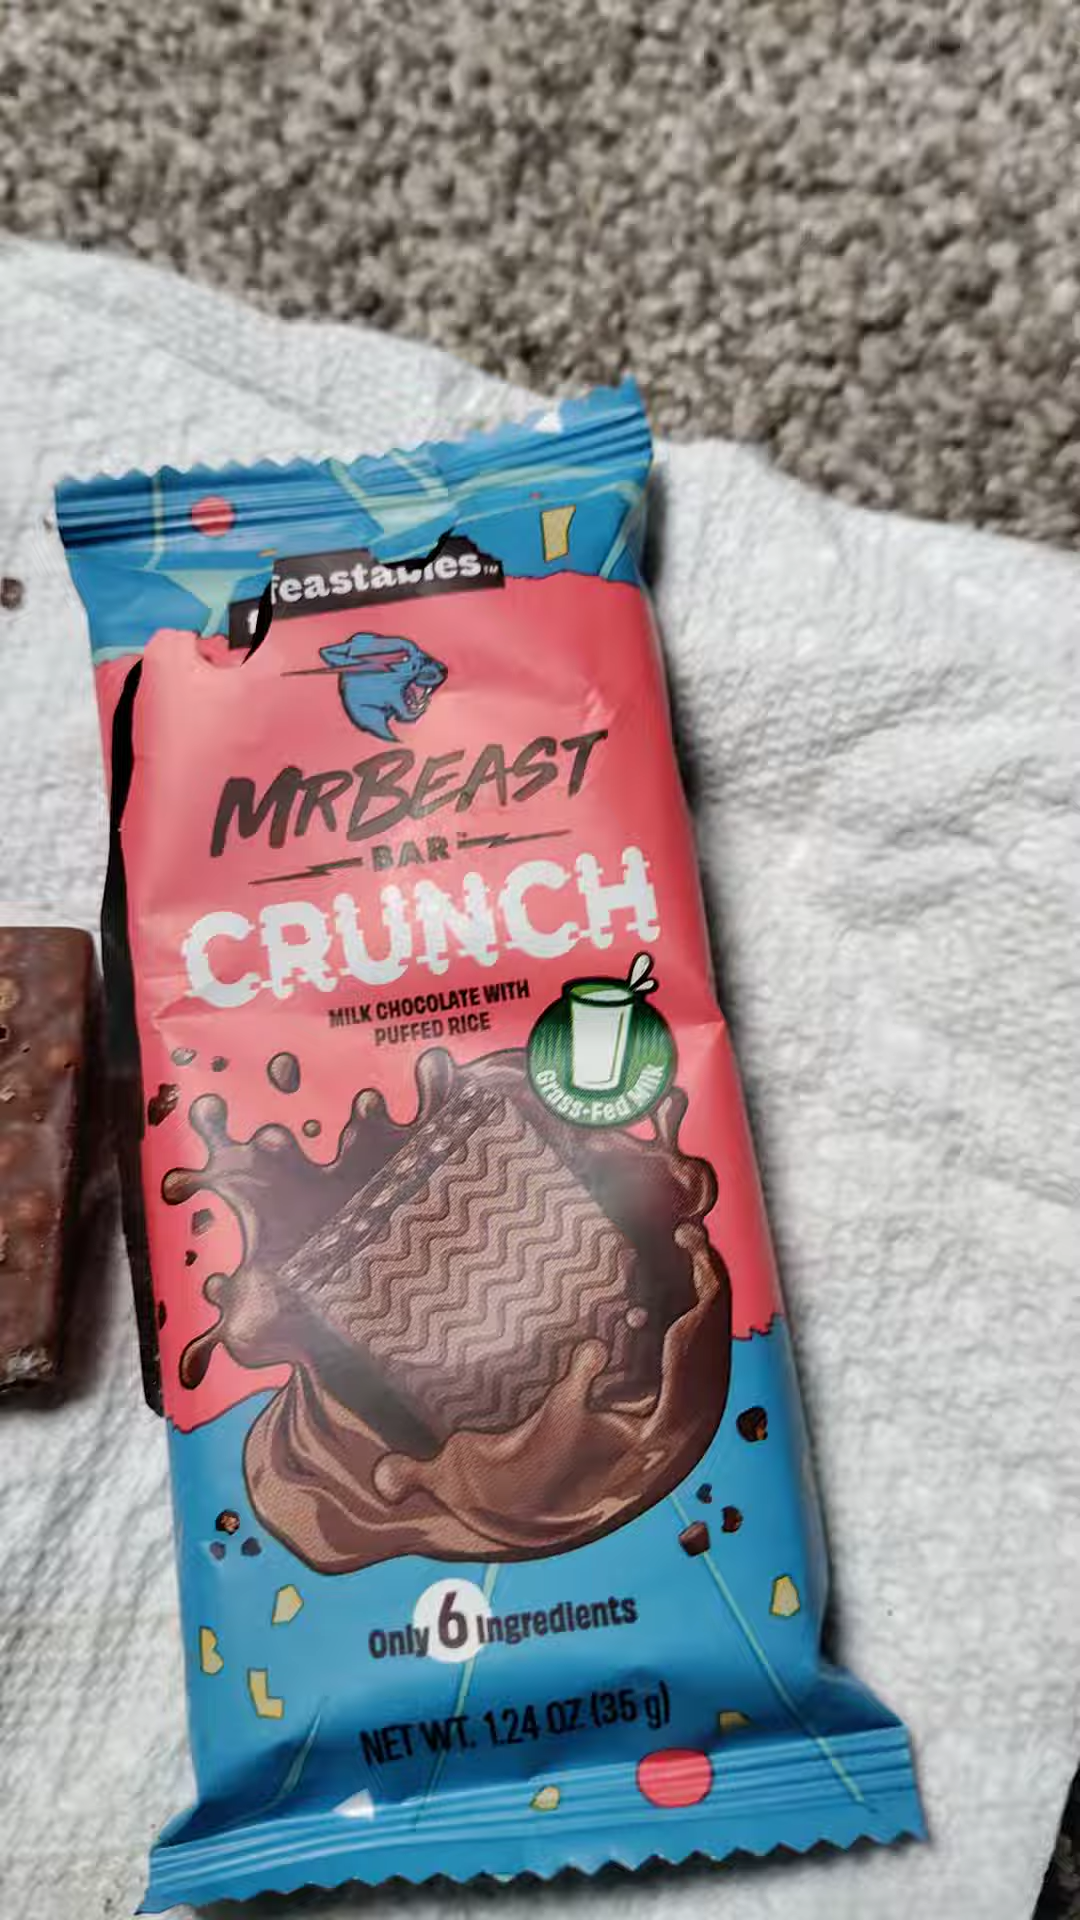 feastables™
MRBEAST
BAR™
CRUNCH
MILK CHOCOLATE WITH
PUFFED RICE
Grass-Fed Milk
Only 6 Ingredients
NET WT. 1.24 OZ (35 g)